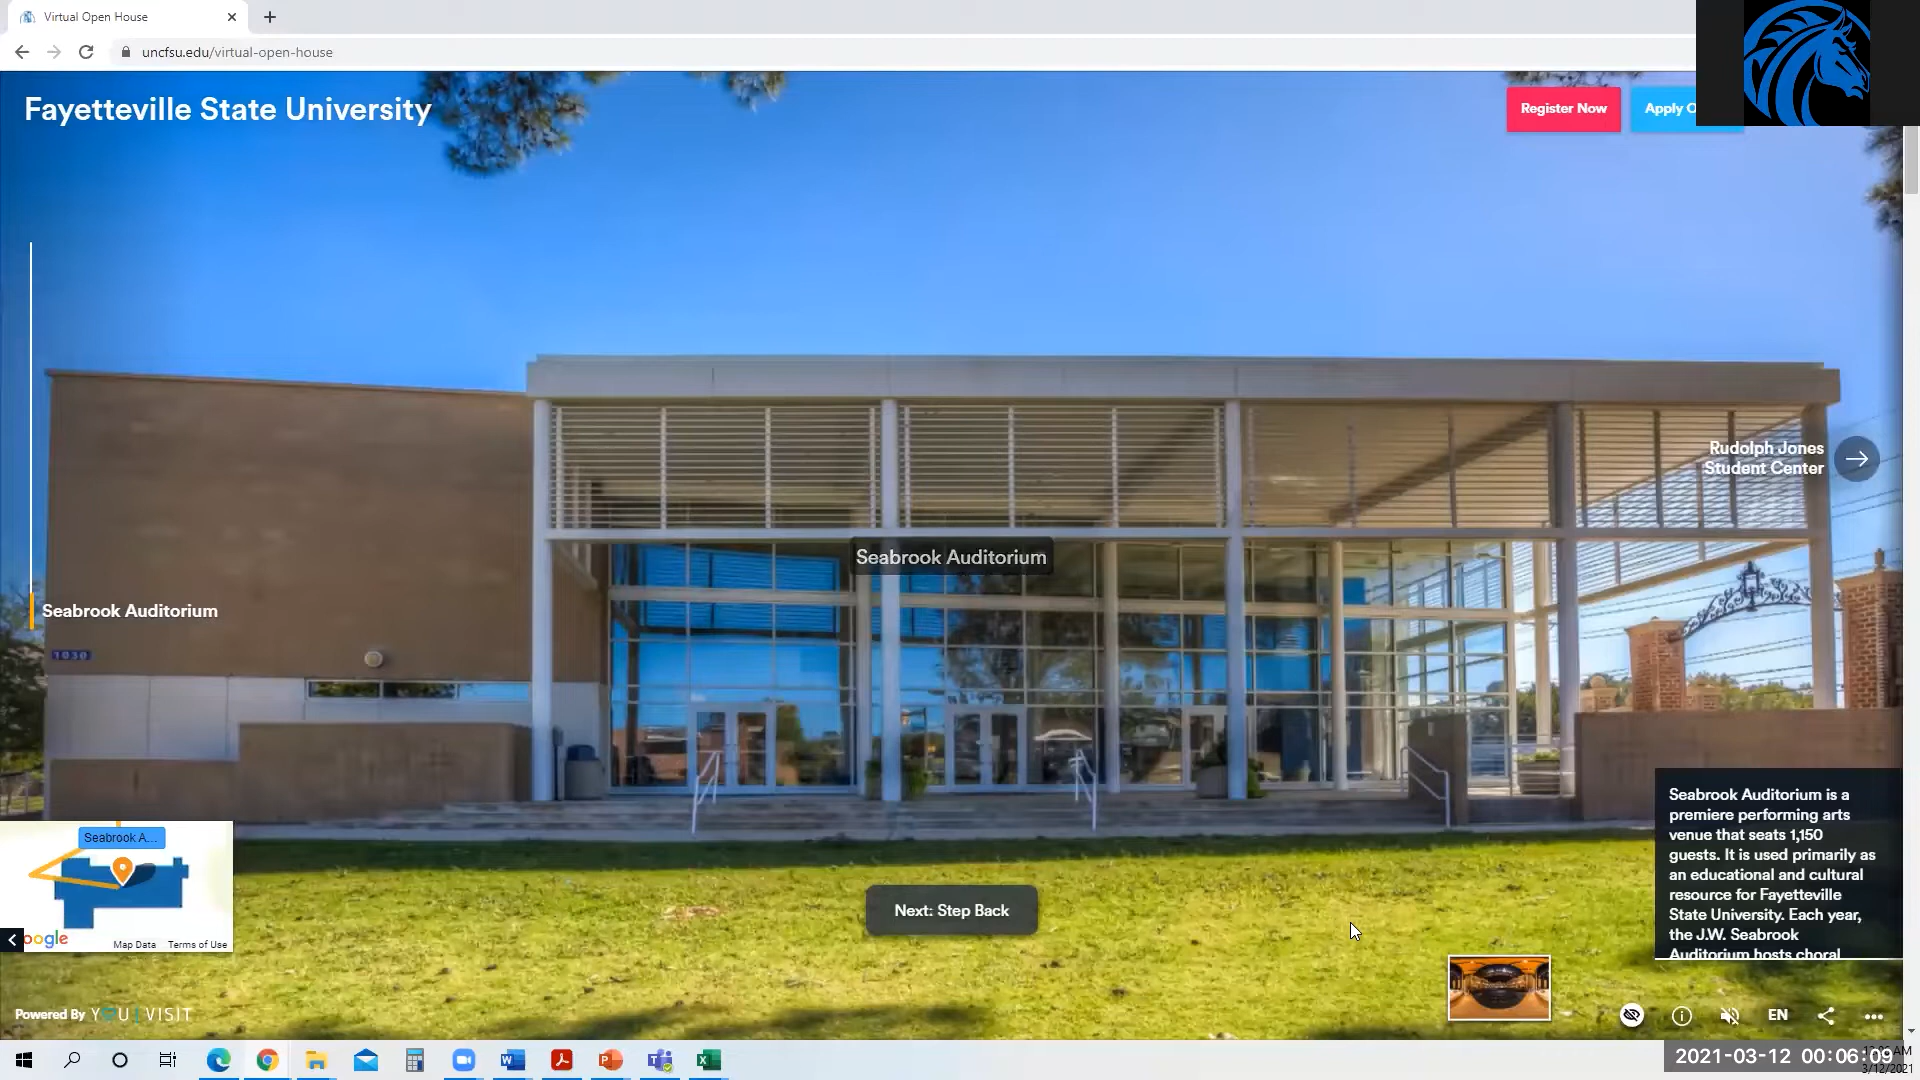 Virtual Open House
uncfsu.edu/virtual-open-house
Fayetteville State University
Register Now
Apply
Rudolph Jones
Student Center
Seabrook Auditorium
Seabrook Auditorium
1030
Seabrook Auditorium is a
premiere performing arts
venue that seats 1,150
guests. It is used primarily as
an educational and cultural
resource for Fayetteville
State University. Each year,
the J.W. Seabrook
Auditorium hosts choral
Seabrook A...
Next: Step Back
oogle
Map Data
Terms of Use
Powered By YOUVISIT
EN
2021-03-12 00:06:09
3/12/2021